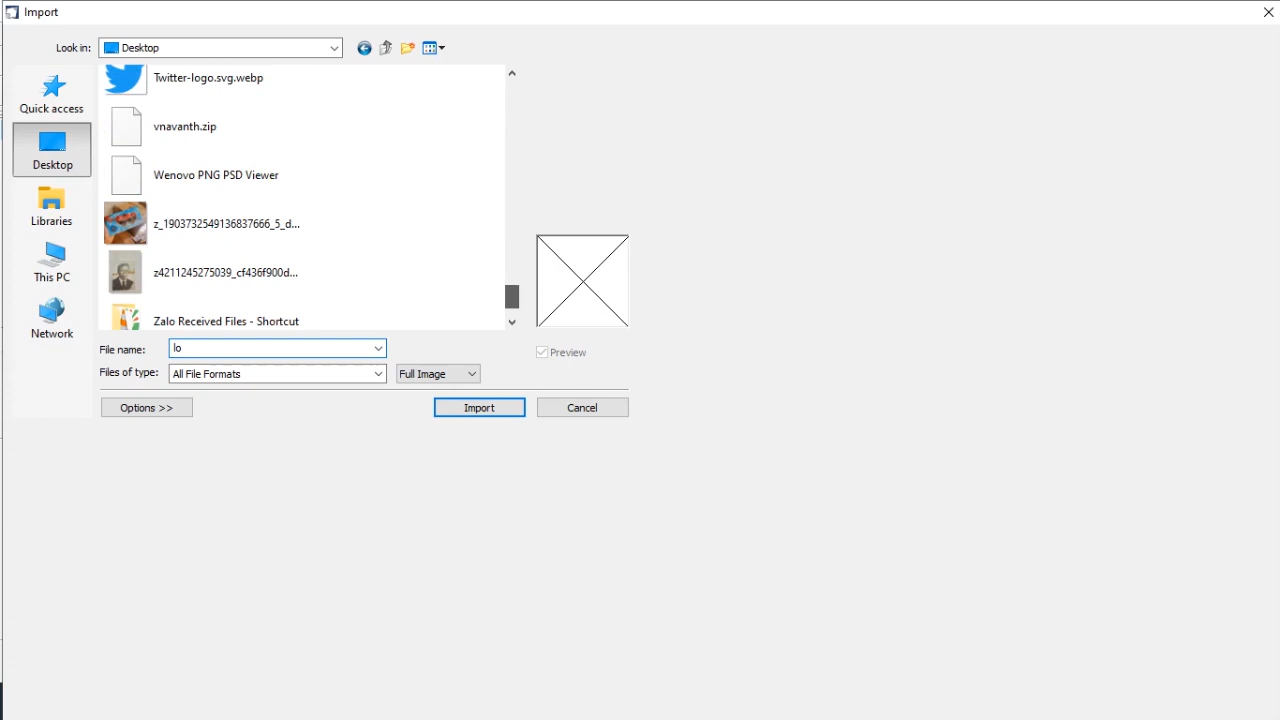 Import
Look in:
Desktop
Quick access
Desktop
Libraries
This PC
Network
Twitter-logo.svg.webp
vnavanth.zip
Wenovo PNG PSD Viewer
z_1903732549136837666_5_d...
z4211245275039_cf436f900d...
Zalo Received Files - Shortcut
File name:
lo
Files of type:
All File Formats
Full Image
Preview
Options >>
Import
Cancel